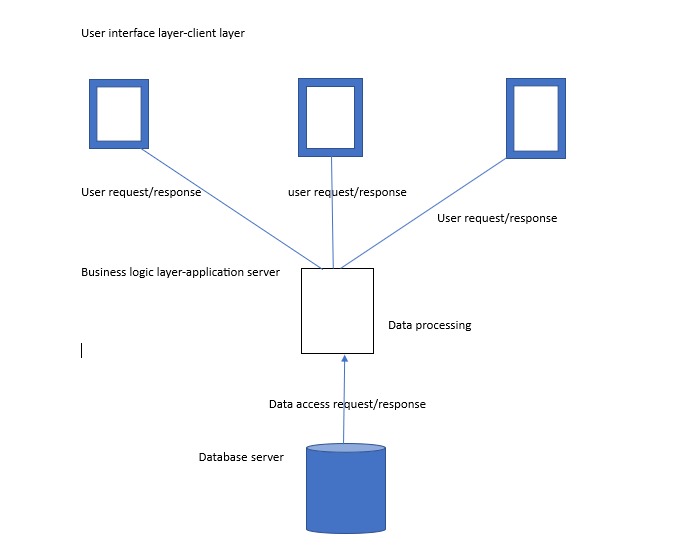 User interface layer-client layer
User request/response
user request/response
User request/response
Business logic layer-application server
Data processing
Data access request/response
Database server